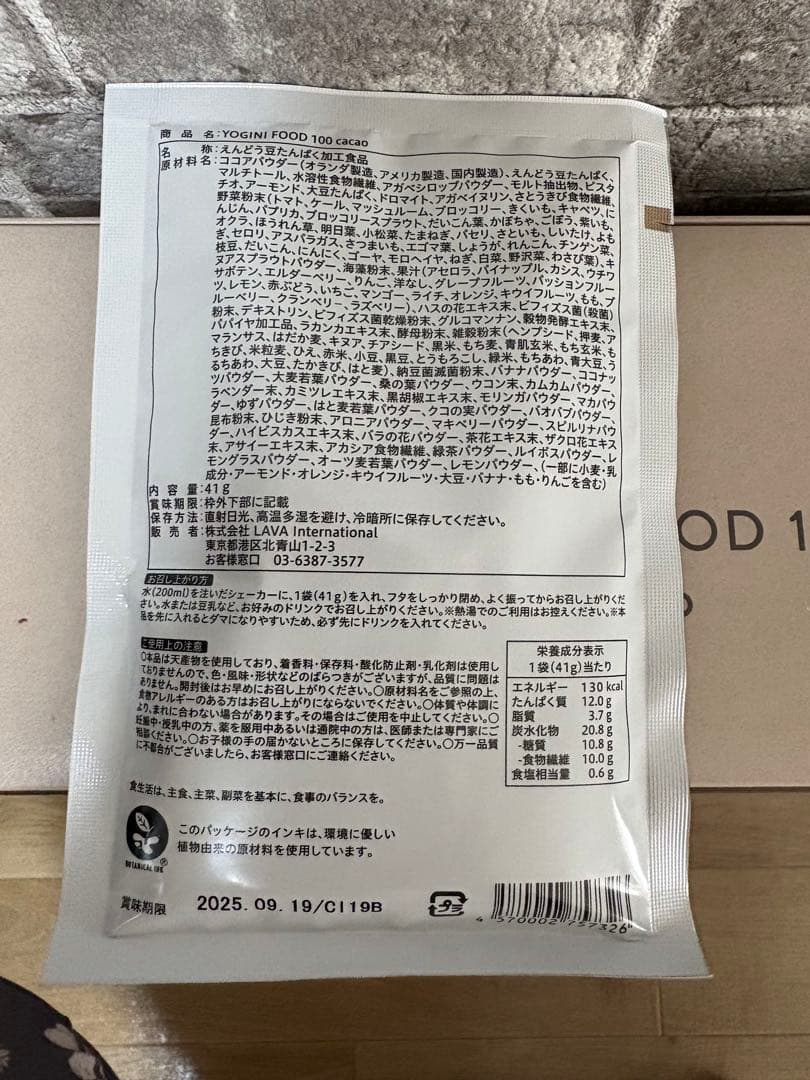 商品名:YOGINI FOOD 100 cacao
名称:えんどう豆たんぱく加工食品
原材料名:ココアパウダー(オランダ製造、アメリカ製造、国内製造)、えんどう豆たんぱく、
マルチトール、水溶性食物繊維、アガベシロップパウダー、モルト抽出物、ピスタ
チオ、アーモンド、大豆たんぱく、ドロマイト、アガベイヌリン、さとうきび食物繊維、
野菜粉末(トマト、ケール、マッシュルーム、ブロッコリー、きくいも、キャベツ、に
んじん、パプリカ、ブロッコリースプラウト、だいこん葉、かぼちゃ、ごぼう、紫いも、
オクラ、ほうれん草、明日葉、小松菜、たまねぎ、パセリ、さといも、しいたけ、よも
ぎ、セロリ、アスパラガス、さつまいも、エゴマ葉、しょうが、れんこん、チンゲン菜、
枝豆、だいこん、にんにく、ゴーヤ、モロヘイヤ、ねぎ、白菜、野沢菜、わさび葉)、キ
ヌアスプラウトパウダー、海藻粉末、果汁(アセロラ、パイナップル、カシス、ウチワ
サボテン、エルダーベリー、りんご、洋なし、グレープフルーツ、パッションフルー
ツ、レモン、赤ぶどう、いちご、マンゴー、ライチ、オレンジ、キウイフルーツ、もも、ブ
ルーベリー、クランベリー、ラズベリー)、ハスの花エキス末、ビフィズス菌(殺菌)
粉末、デキストリン、ビフィズス菌乾燥粉末、グルコマンナン、穀物発酵エキス末、
パパイヤ加工品、ラカンカエキス末、酵母粉末、雑穀粉末(ヘンプシード、押麦、ア
マランサス、はだか麦、キヌア、チアシード、黒米、もち麦、青肌玄米、もち玄米、も
ちきび、米粒麦、ひえ、赤米、小豆、黒豆、とうもろこし、緑米、もちあわ、青大豆、う
るちあわ、大豆、たかきび、はと麦)、納豆菌滅菌粉末、バナナパウダー、ココナッ
ツパウダー、大麦若葉パウダー、桑の葉パウダー、ウコン末、カムカムパウダー、
ラベンダー末、カミツレエキス末、黒胡椒エキス末、モリンガパウダー、マカパウ
ダー、ゆずパウダー、はと麦若葉パウダー、クコの実パウダー、バオバブパウダー、
昆布粉末、ひじき粉末、アロニアパウダー、マキベリーパウダー、スピルリナパウ
ダー、ハイビスカスエキス末、バラの花パウダー、茶花エキス末、ザクロ花エキス
末、アサイーエキス末、アカシア食物繊維、緑茶パウダー、ルイボスパウダー、レ
モングラスパウダー、オーツ麦若葉パウダー、レモンパウダー、(一部に小麦・乳
成分・アーモンド・オレンジ・キウイフルーツ・大豆・バナナ・もも・りんごを含む)
内容量:41g
賞味期限:枠外下部に記載
保存方法:直射日光、高温多湿を避け、冷暗所に保存してください。
販売者:株式会社 LAVA International
東京都港区北青山1-2-3
お客様窓口 03-6387-3577
お召し上がり方
水(200ml)を注いだシェーカーに、1袋(41g)を入れ、フタをしっかり閉め、よく振ってからお召し上がりくだ
さい。水または豆乳など、お好みのドリンクでお召し上がりください。※熱湯でのご利用はお控えください。※本
品を先に入れるとダマになりやすいため、必ず先にドリンクを入れてください。
ご使用上の注意
○本品は天産物を使用しており、着香料・保存料・酸化防止剤・乳化剤は使用し
ておりませんので、色・風味・形状などのばらつきがございますが、品質に問題は
ありません。開封後はお早めにお召し上がりください。○原材料名をご参照の上、
食物アレルギーのある方はお召し上がりにならないでください。○体質や体調に
より、まれに合わない場合があります。その場合はご使用を中止してください。○
妊娠中・授乳中の方、薬を服用中あるいは通院中の方は、医師または専門家にご
相談ください。○お子様の手の届かないところに保存してください。○万一品質
に不都合がございましたら、お客様窓口にご連絡ください。
栄養成分表示
1袋(41g)当たり
エネルギー 130 kcal
たんぱく質 12.0 g
脂質 3.7 g
炭水化物 20.8 g
-糖質 10.8 g
-食物繊維 10.0 g
食塩相当量 0.6 g
食生活は、主食、主菜、副菜を基本に、食事のバランスを。
BOTANICAL INK ®
このパッケージのインキは、環境に優しい
植物由来の原材料を使用しています。
賞味期限 2025.09.19/CI19B
プラ
4 570002 757326
OD 1